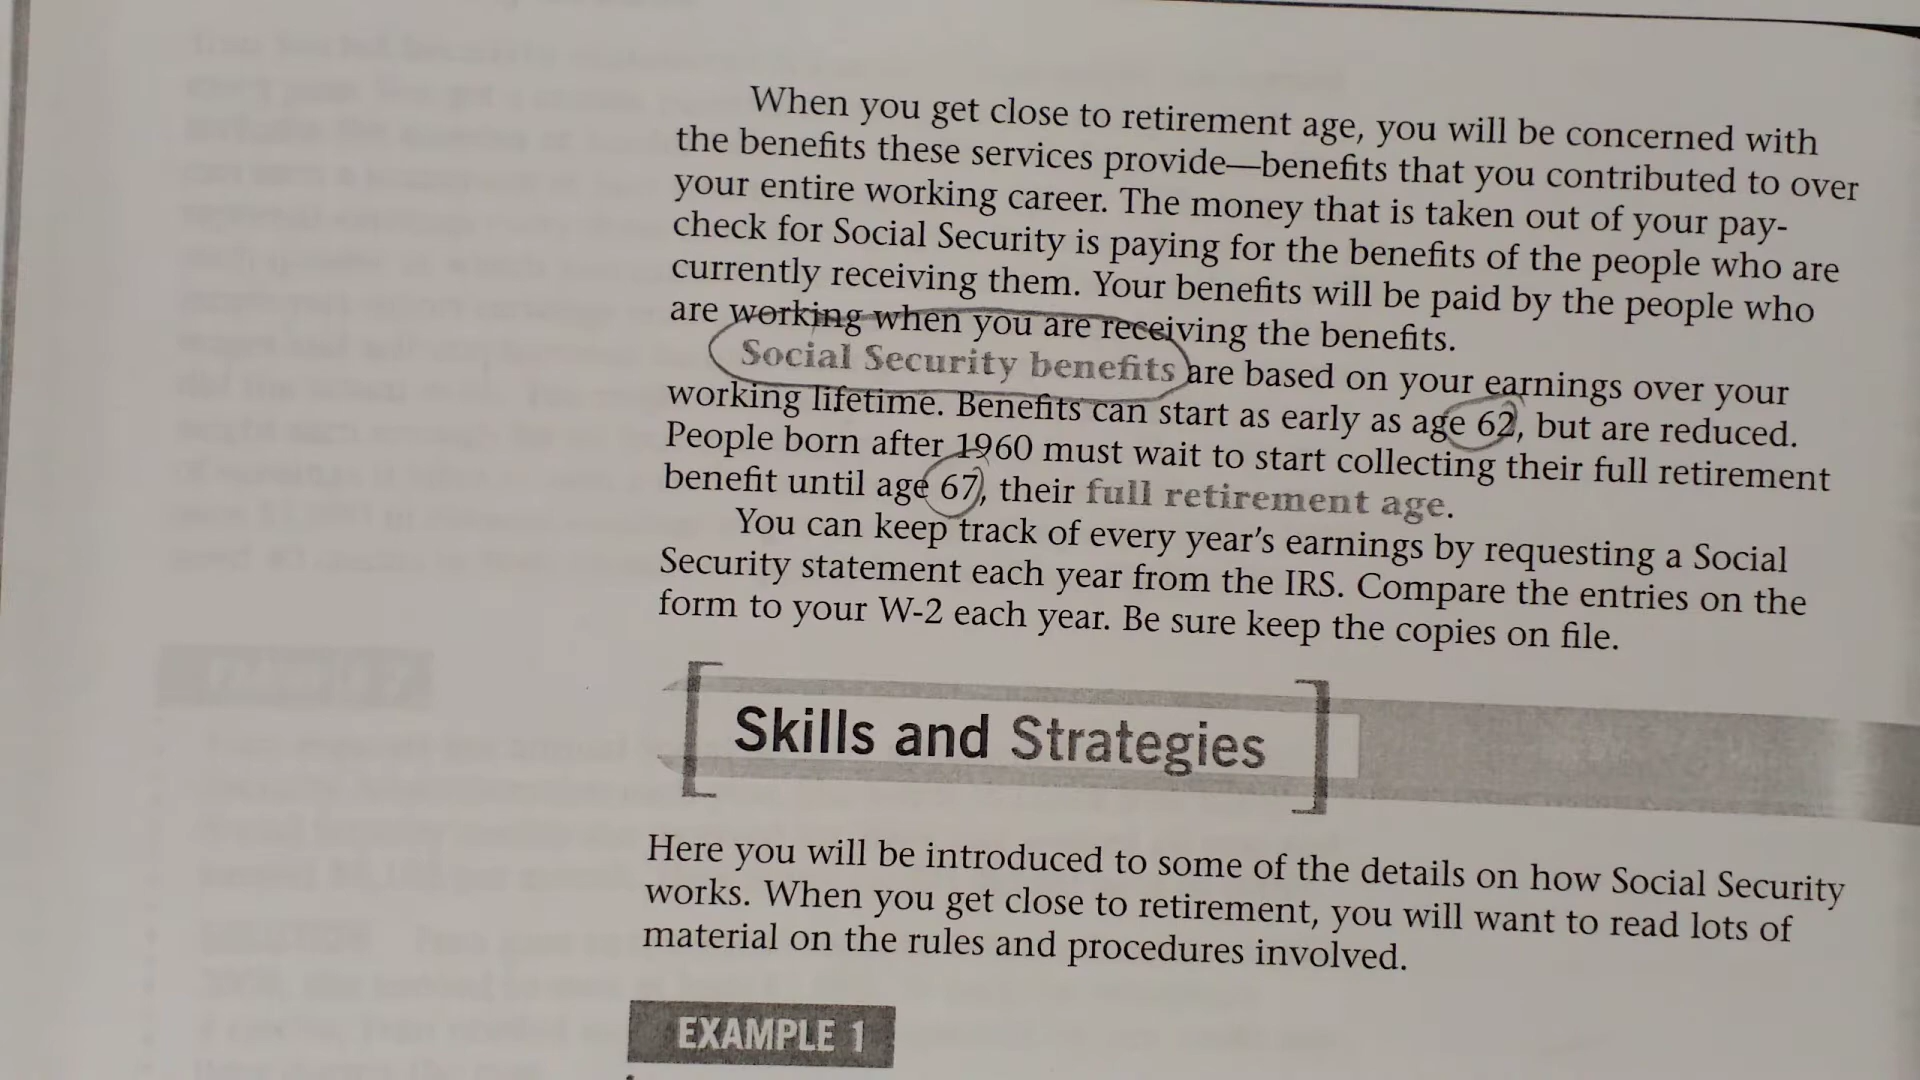 When you get close to retirement age, you will be concerned with
the benefits these services provide—benefits that you contributed to over
your entire working career. The money that is taken out of your pay-
check for Social Security is paying for the benefits of the people who are
currently receiving them. Your benefits will be paid by the people who
are working when you are receiving the benefits.
Social Security benefits are based on your earnings over your
working lifetime. Benefits can start as early as age 62, but are reduced.
People born after 1960 must wait to start collecting their full retirement
benefit until age 67, their full retirement age.
You can keep track of every year's earnings by requesting a Social
Security statement each year from the IRS. Compare the entries on the
form to your W-2 each year. Be sure keep the copies on file.
Skills and Strategies
Here you will be introduced to some of the details on how Social Security
works. When you get close to retirement, you will want to read lots of
material on the rules and procedures involved.
EXAMPLE 1